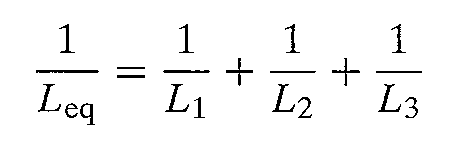 1/L_eq = 1/L_1 + 1/L_2 + 1/L_3